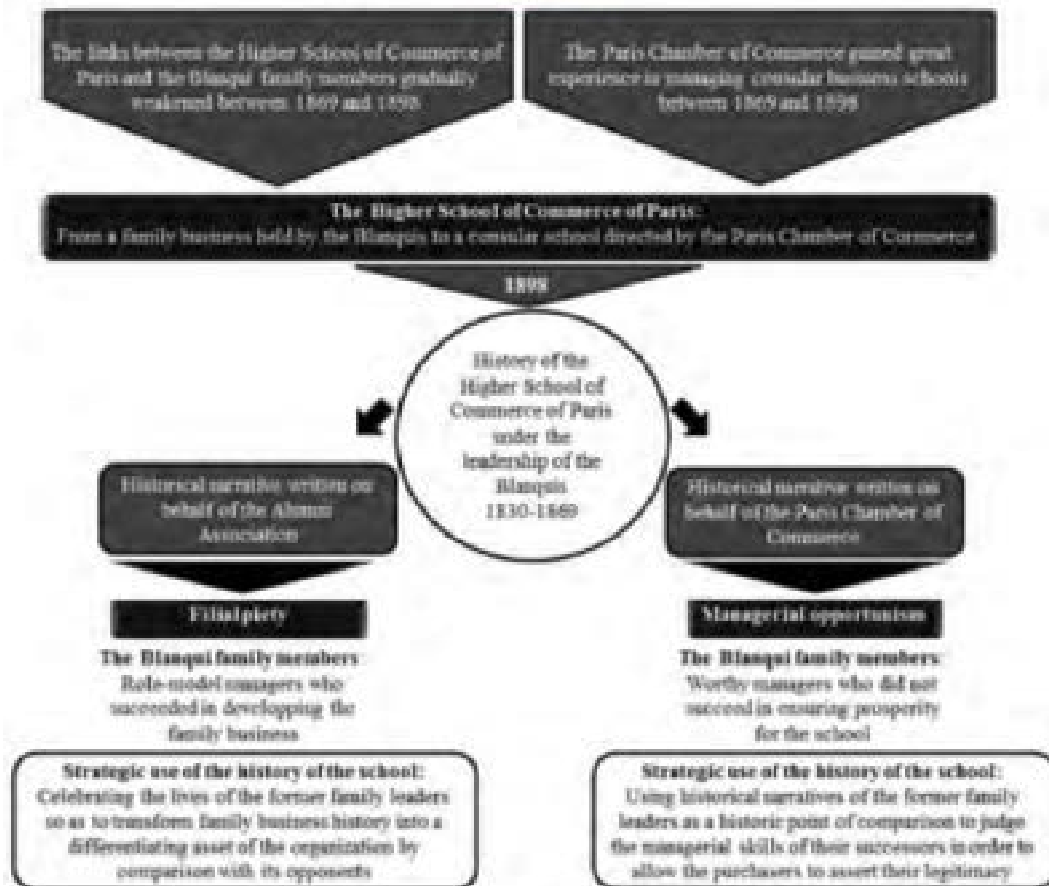 The links between the Higher School of Commerce of
Paris and the Blanqui family members gradually
weakened between 1869 and 1898
The Paris Chamber of Commerce gained great
experience in managing consular business schools
between 1869 and 1898
The Higher School of Commerce of Paris:
From a family business held by the Blanquis to a consular school directed by the Paris Chamber of Commerce
1898
History of the
Higher School of
Commerce of Paris
under the
leadership of the
Blanquis
1830-1869
Historical narrative written on
behalf of the Alumni
Association
Filial piety
The Blanqui family members:
Role-model managers who
succeeded in developping the
family business
Strategic use of the history of the school:
Celebrating the lives of the former family leaders
so as to transform family business history into a
differentiating asset of the organization by
comparison with its opponents
Historical narrative written on
behalf of the Paris Chamber of
Commerce
Managerial opportunism
The Blanqui family members:
Worthy managers who did not
succeed in ensuring prosperity
for the school
Strategic use of the history of the school:
Using historical narratives of the former family
leaders as a historic point of comparison to judge
the managerial skills of their successors in order to
allow the purchasers to assert their legitimacy